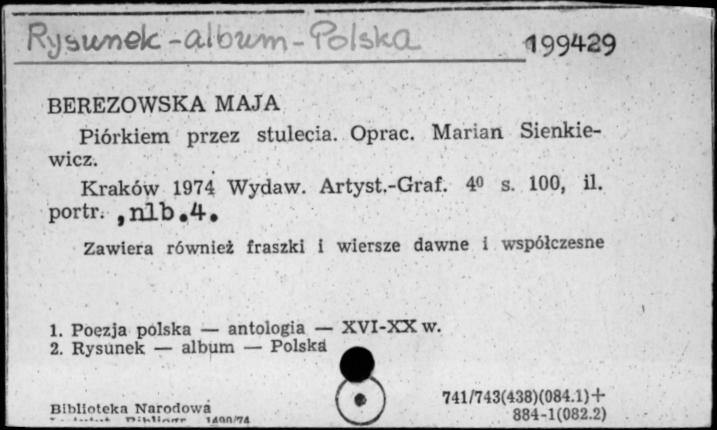 Rysunek - album - Polska 199429
BEREZOWSKA MAJA
Piórkiem przez stulecia. Oprac. Marian Sienkie-
wicz.
Kraków 1974 Wydaw. Artyst.-Graf. 4⁰ s. 100, il.
portr. , nlb.4.
Zawiera również fraszki i wiersze dawne i współczesne
1. Poezja polska — antologia — XVI-XX w.
2. Rysunek — album — Polska
741/743(438)(084.1)+
Biblioteka Narodowa 884-1(082.2)
1400/74